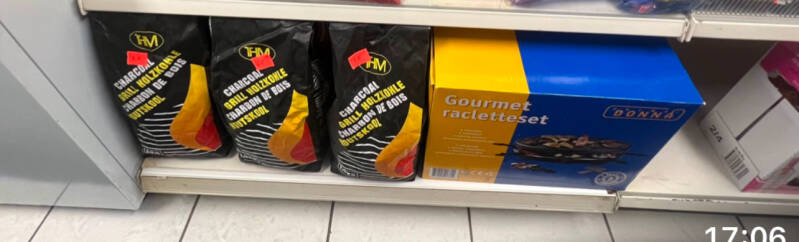 THM
CHARCOAL
GRILL HOLZKOHLE
CHARBON DE BOIS
HOUTSKOOL
THM
CHARCOAL
GRILL HOLZKOHLE
CHARBON DE BOIS
HOUTSKOOL
THM
CHARCOAL
GRILL HOLZKOHLE
CHARBON DE BOIS
HOUTSKOOL
Gourmet
racletteset
DONNA
214
17:06